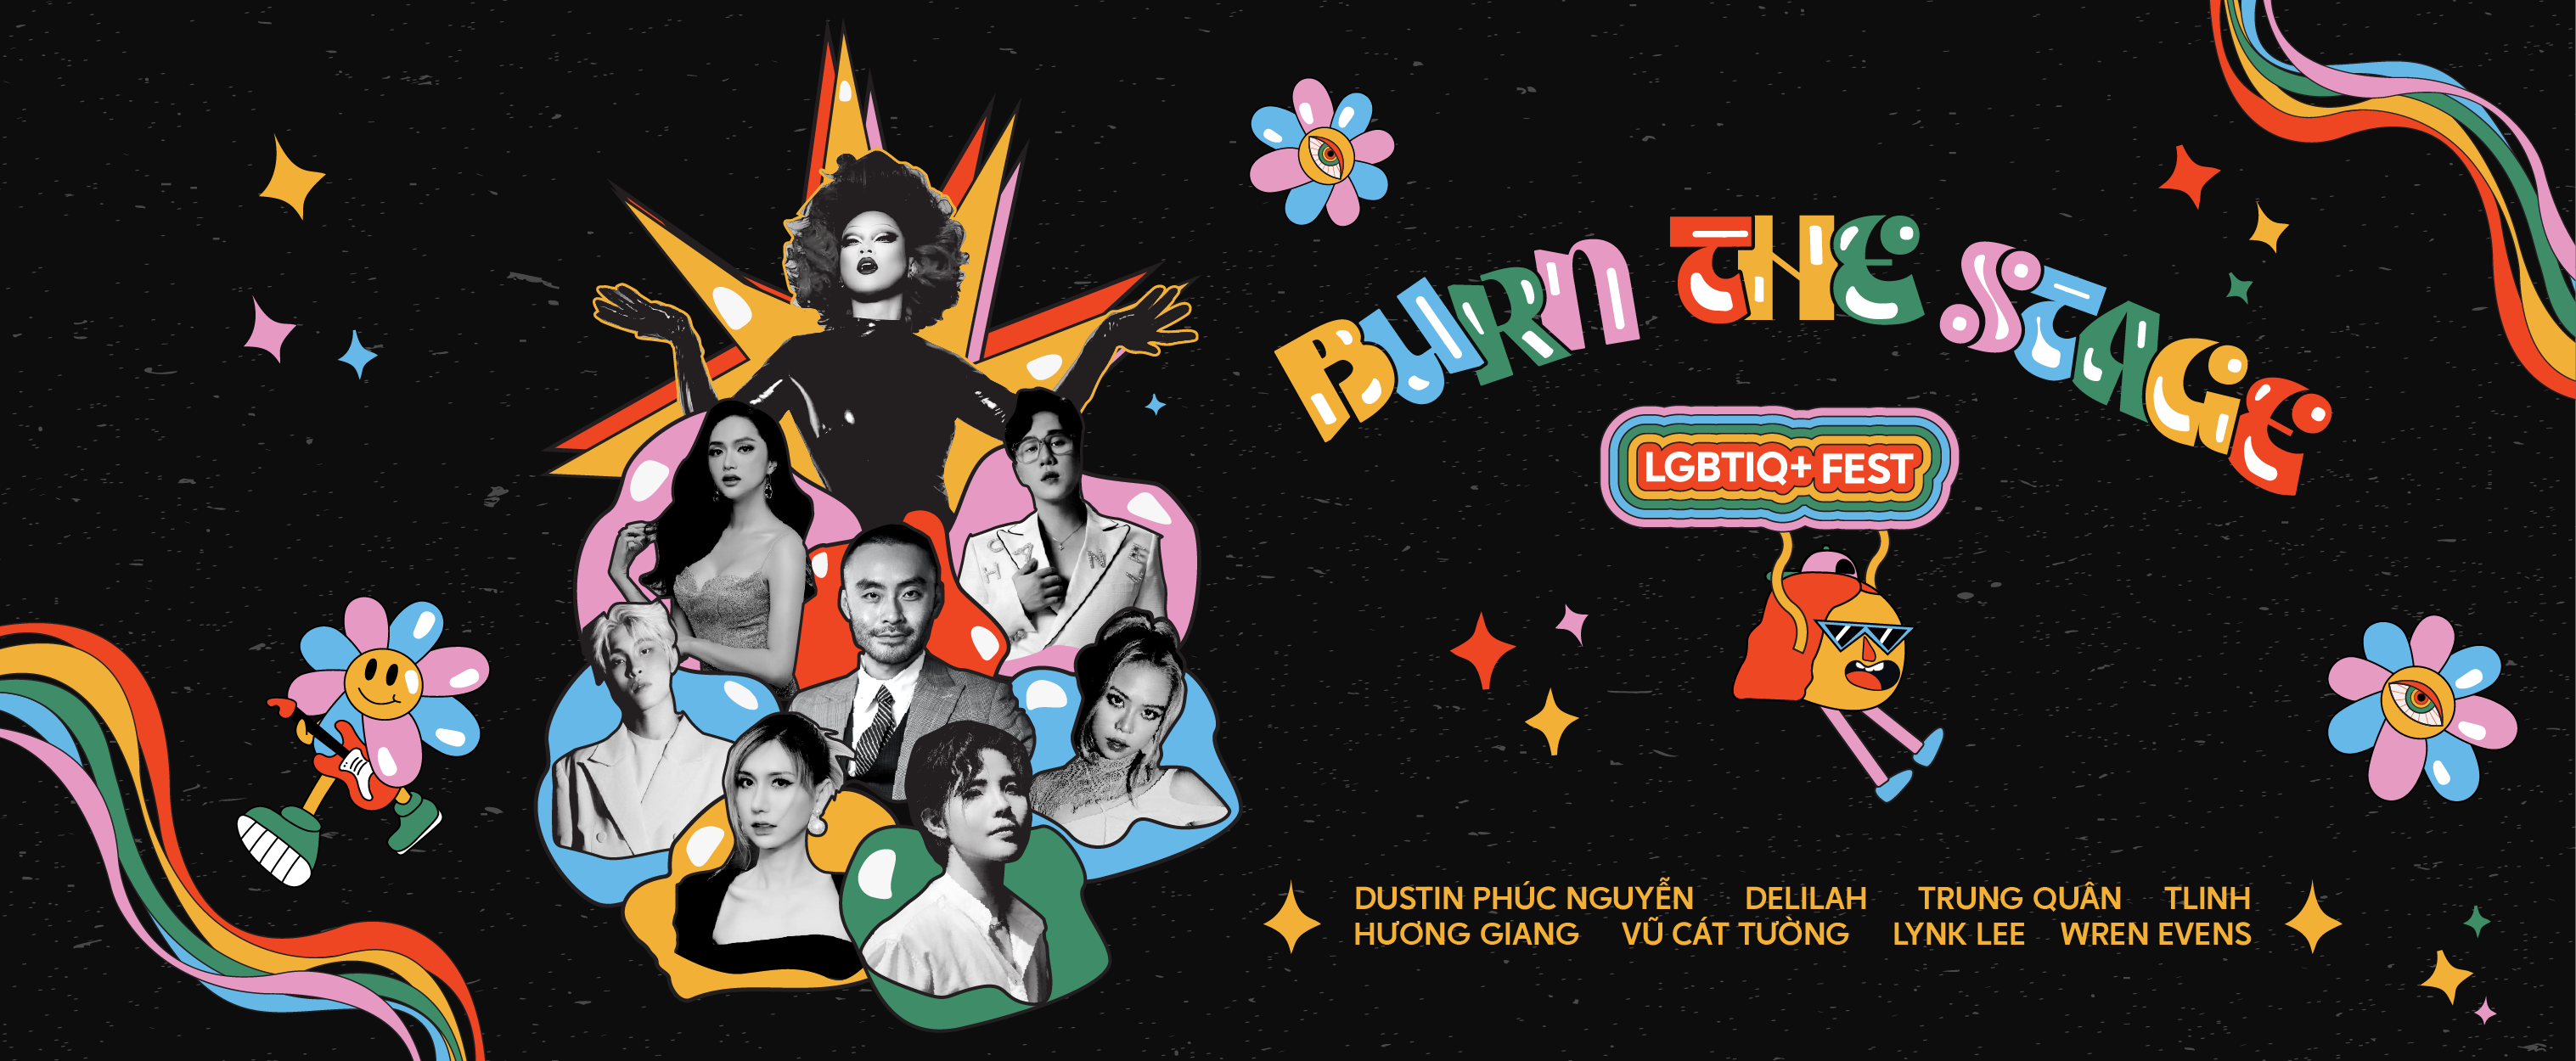 BURN THE STAGE
LGBTIQ+ FEST
DUSTIN PHÚC NGUYỄN DELILAH TRUNG QUÂN TLINH
HƯƠNG GIANG VŨ CÁT TƯỜNG LYNK LEE WREN EVENS